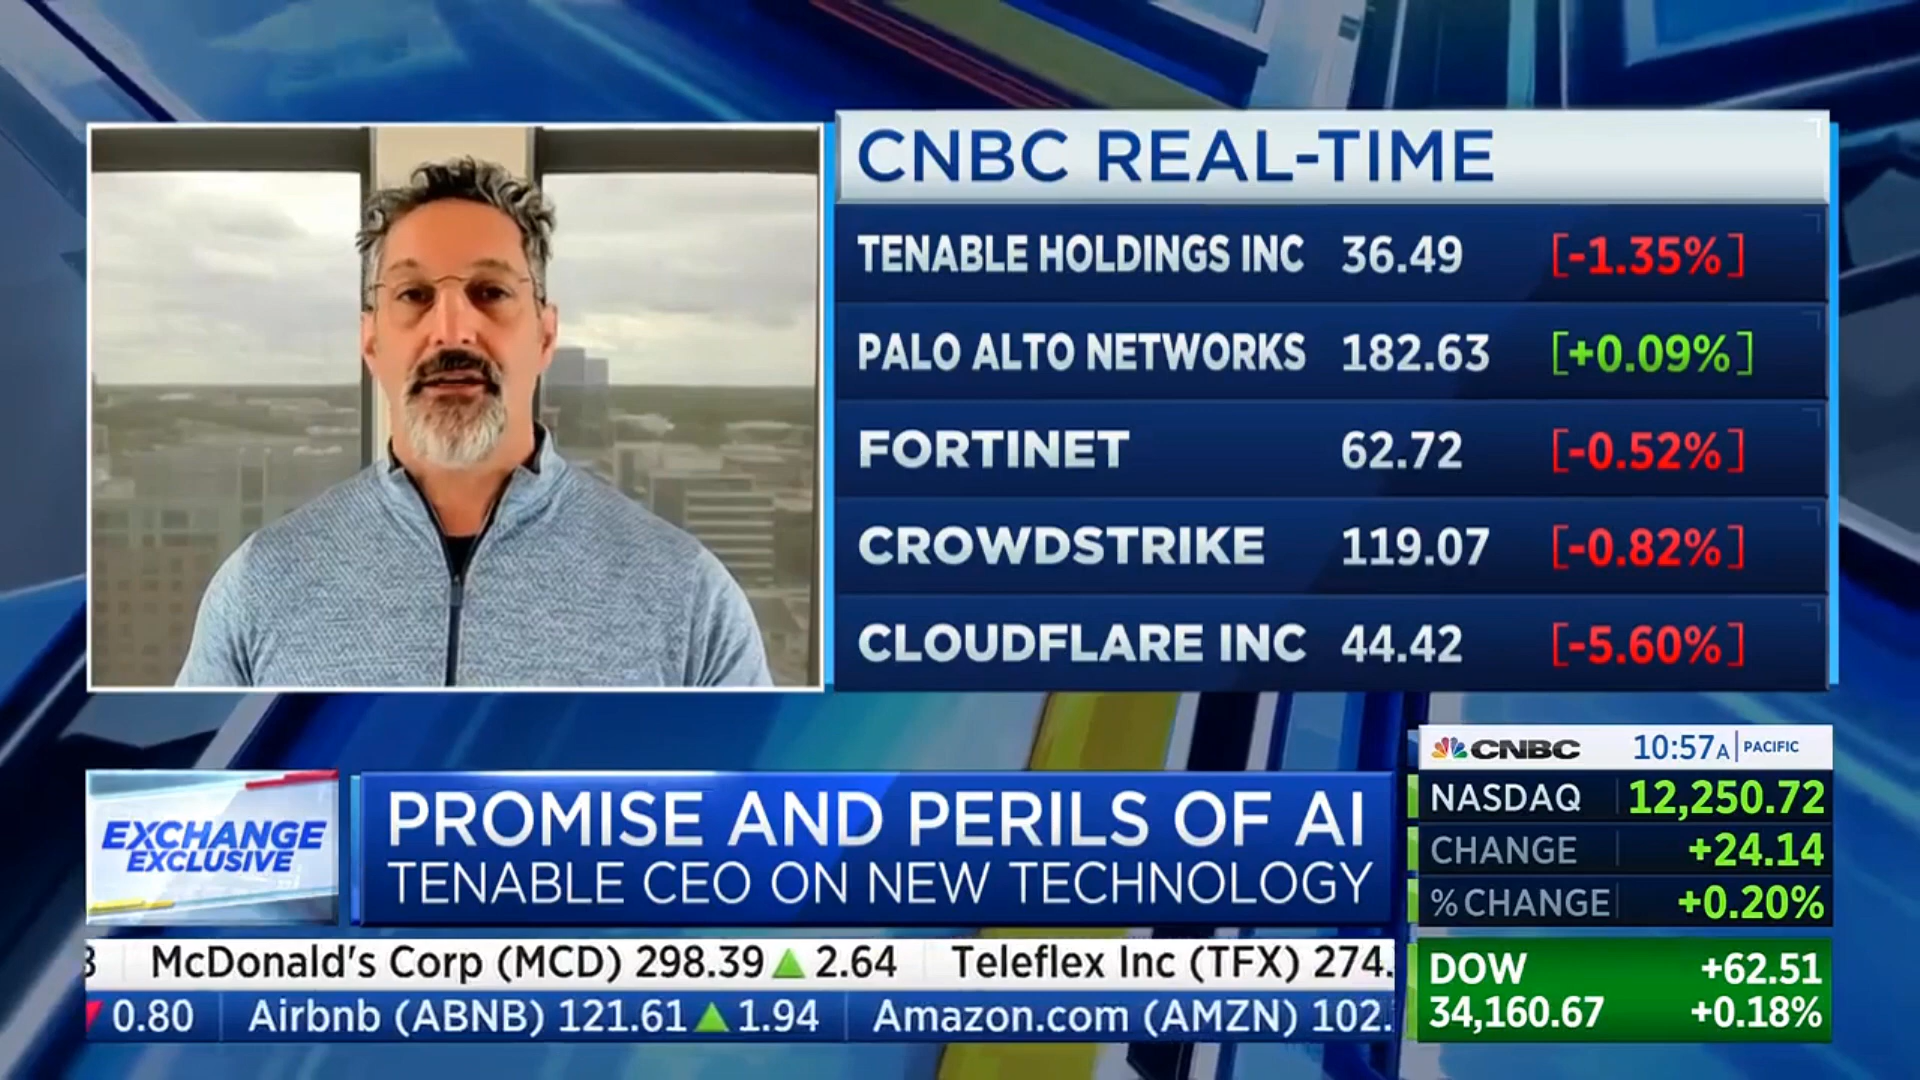 CNBC REAL-TIME
TENABLE HOLDINGS INC 36.49 [-1.35%]
PALO ALTO NETWORKS 182.63 [+0.09%]
FORTINET 62.72 [-0.52%]
CROWDSTRIKE 119.07 [-0.82%]
CLOUDFLARE INC 44.42 [-5.60%]
EXCHANGE
EXCLUSIVE
PROMISE AND PERILS OF AI
TENABLE CEO ON NEW TECHNOLOGY
CNBC 10:57A PACIFIC
NASDAQ 12,250.72
CHANGE +24.14
% CHANGE +0.20%
DOW +62.51
34,160.67 +0.18%
McDonald's Corp (MCD) 298.39 ▲ 2.64 Teleflex Inc (TFX) 274.
0.80 Airbnb (ABNB) 121.61 ▲ 1.94 Amazon.com (AMZN) 102.